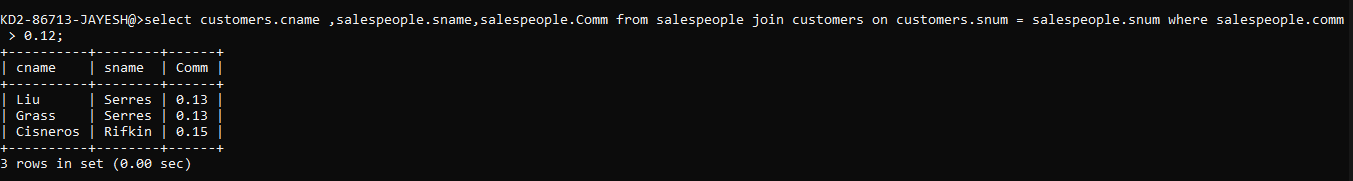 KD2-86713-JAYESH@>select customers.cname ,salespeople.sname,salespeople.Comm from salespeople join customers on customers.snum = salespeople.snum where salespeople.comm
 > 0.12;
+----------+--------+------+
| cname    | sname  | Comm |
+----------+--------+------+
| Liu      | Serres | 0.13 |
| Grass    | Serres | 0.13 |
| Cisneros | Rifkin | 0.15 |
+----------+--------+------+
3 rows in set (0.00 sec)